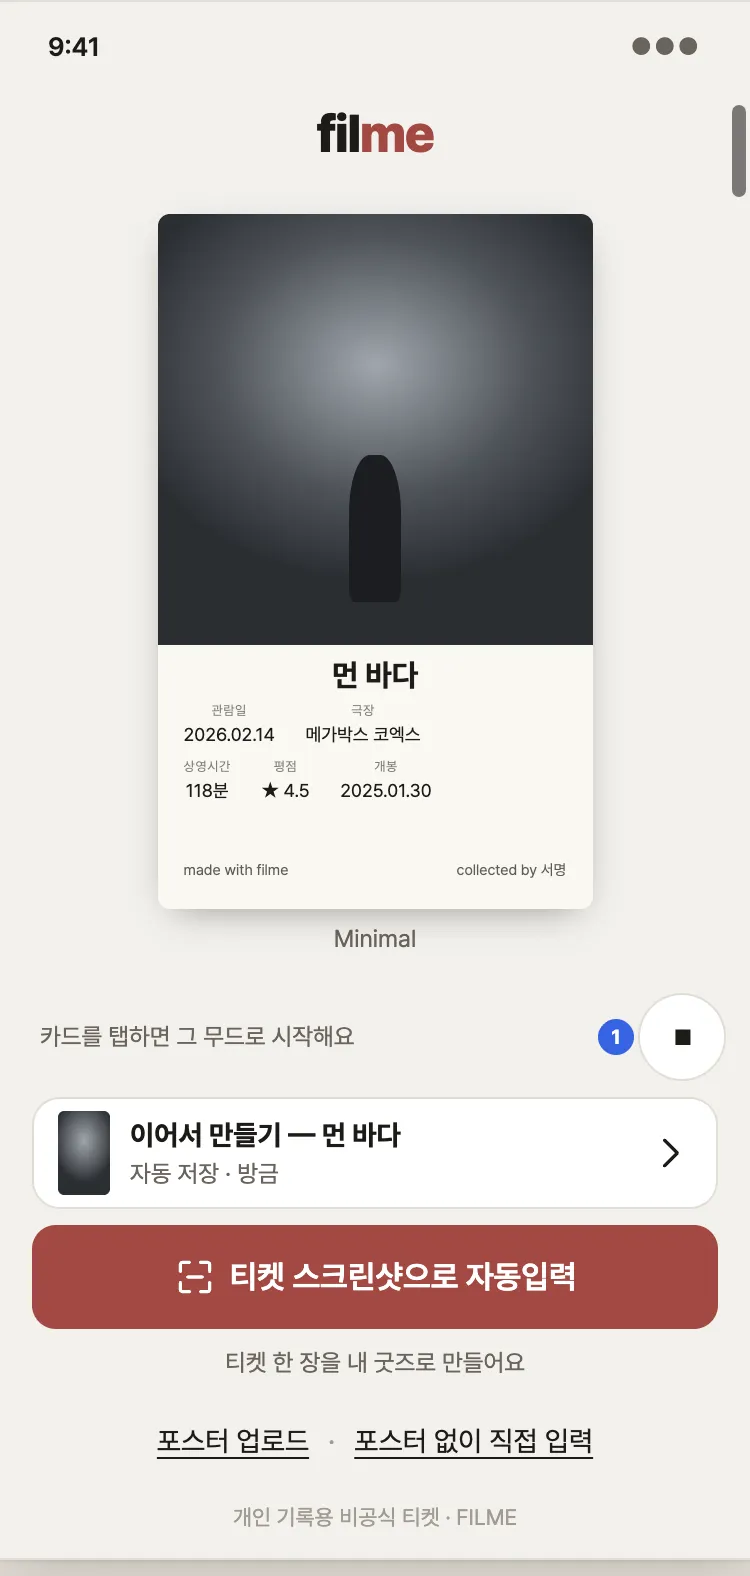 9:41
filme
먼 바다
관람일 극장
2026.02.14 메가박스 코엑스
상영시간 평점 개봉
118분 ★ 4.5 2025.01.30
made with filme collected by 서명
Minimal
카드를 탭하면 그 무드로 시작해요 1
이어서 만들기 — 먼 바다
자동 저장 · 방금
티켓 스크린샷으로 자동입력
티켓 한 장을 내 굿즈로 만들어요
포스터 업로드 · 포스터 없이 직접 입력
개인 기록용 비공식 티켓 · FILME